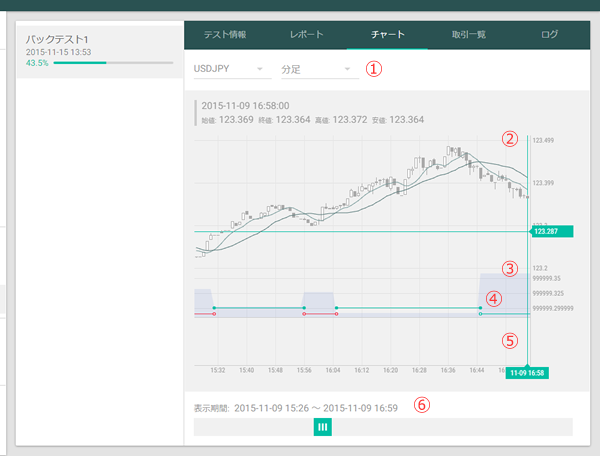 バックテスト1
2015-11-15 13:53
43.5%
テスト情報 レポート チャート 取引一覧 ログ
USDJPY 分足 ①
2015-11-09 16:58:00
始値: 123.369 終値: 123.364 高値: 123.372 安値: 123.364
② 123.499
123.399
123.287
③ 123.2
999999.35
④ 999999.325
999999.299999
⑤
15:32 15:40 15:48 15:56 16:04 16:12 16:20 16:28 16:36 16:44
11-09 16:58
⑥
表示期間: 2015-11-09 15:26 ～ 2015-11-09 16:59